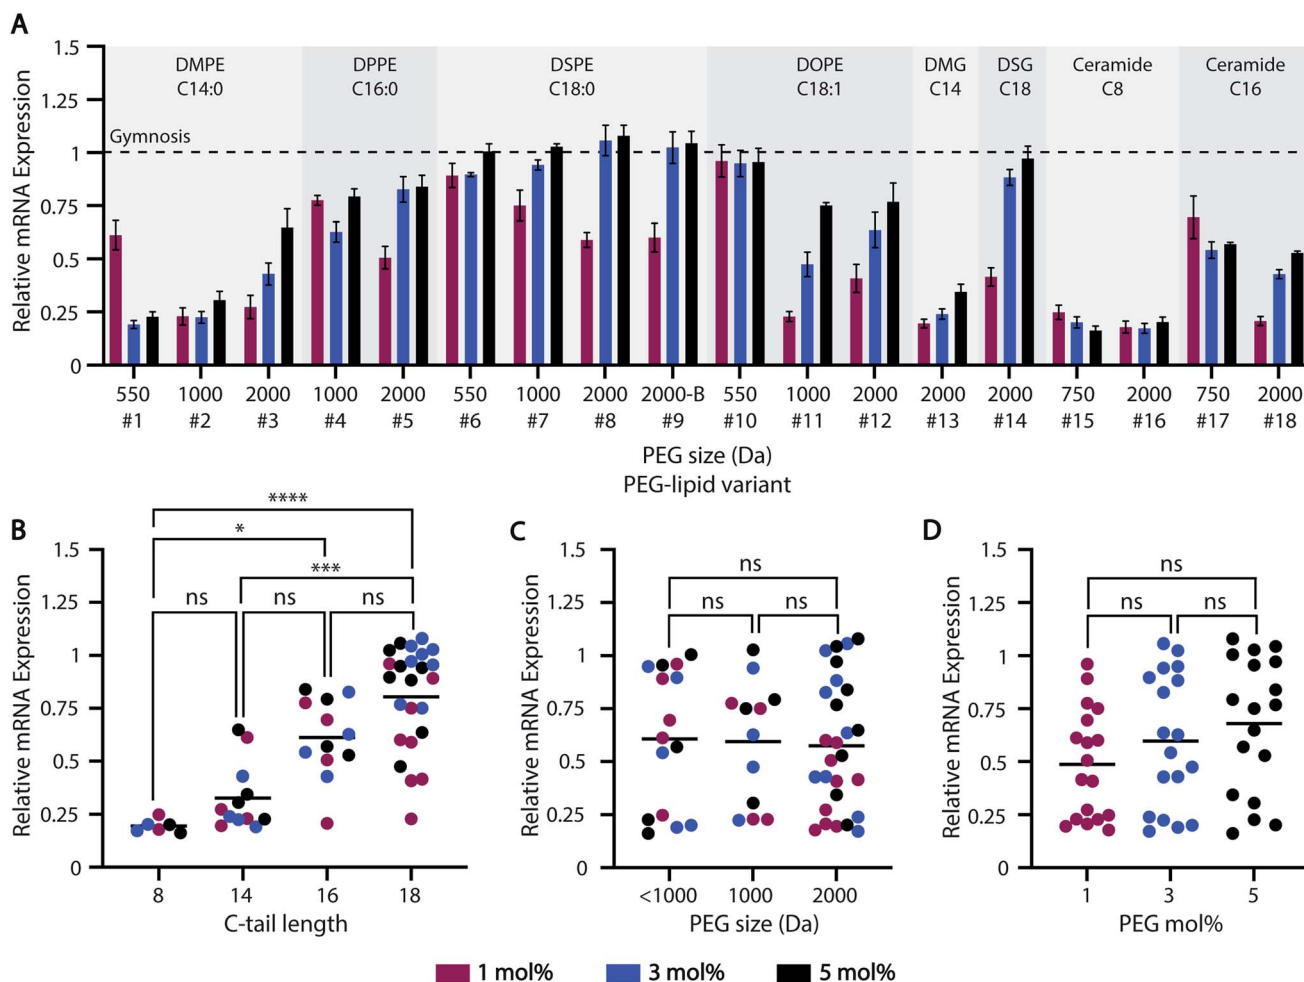 A
1.5
1.25
1
0.75
0.5
0.25
0
Relative mRNA Expression
DMPE
C14:0
DPPE
C16:0
DSPE
C18:0
DOPE
C18:1
DMG
C14
DSG
C18
Ceramide
C8
Ceramide
C16
Gymnosis
550 1000 2000 1000 2000 550 1000 2000 2000-B 550 1000 2000 2000 2000 750 2000 750 2000
#1 #2 #3 #4 #5 #6 #7 #8 #9 #10 #11 #12 #13 #14 #15 #16 #17 #18
PEG size (Da)
PEG-lipid variant
B
1.5
1.25
1
0.75
0.5
0.25
0
Relative mRNA Expression
****
*
***
ns ns ns
8 14 16 18
C-tail length
C
1.5
1.25
1
0.75
0.5
0.25
0
Relative mRNA Expression
ns
ns ns
<1000 1000 2000
PEG size (Da)
D
1.5
1.25
1
0.75
0.5
0.25
0
Relative mRNA Expression
ns
ns ns
1 3 5
PEG mol%
1 mol% 3 mol% 5 mol%